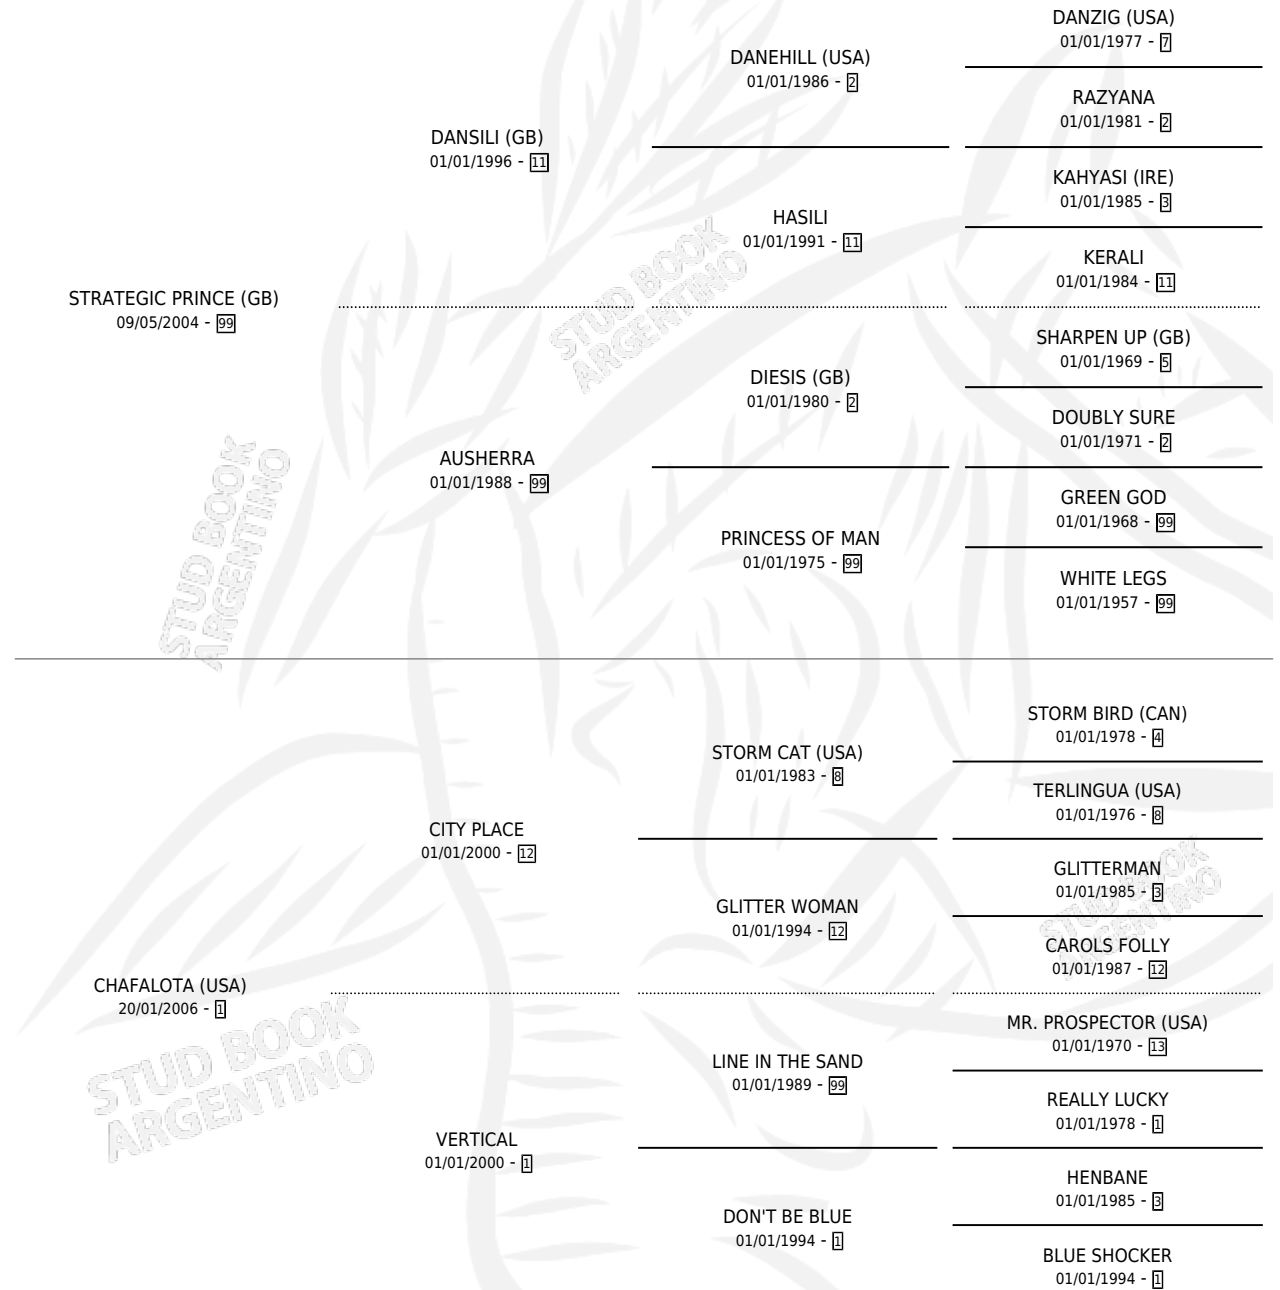 DANZIG (USA)
01/01/1977 - 7
DANEHILL (USA)
01/01/1986 - 2
RAZYANA
01/01/1981 - 2
DANSILI (GB)
01/01/1996 - 11
KAHYASI (IRE)
01/01/1985 - 3
HASILI
01/01/1991 - 11
KERALI
01/01/1984 - 11
STRATEGIC PRINCE (GB)
09/05/2004 - 99
SHARPEN UP (GB)
01/01/1969 - 5
DIESIS (GB)
01/01/1980 - 2
DOUBLY SURE
01/01/1971 - 2
AUSHERRA
01/01/1988 - 99
GREEN GOD
01/01/1968 - 99
PRINCESS OF MAN
01/01/1975 - 99
WHITE LEGS
01/01/1957 - 99
STORM BIRD (CAN)
01/01/1978 - 4
STORM CAT (USA)
01/01/1983 - 8
TERLINGUA (USA)
01/01/1976 - 8
CITY PLACE
01/01/2000 - 12
GLITTERMAN
01/01/1985 - 3
GLITTER WOMAN
01/01/1994 - 12
CAROLS FOLLY
01/01/1987 - 12
CHAFALOTA (USA)
20/01/2006 - 1
MR. PROSPECTOR (USA)
01/01/1970 - 13
LINE IN THE SAND
01/01/1989 - 99
REALLY LUCKY
01/01/1978 - 1
VERTICAL
01/01/2000 - 1
HENBANE
01/01/1985 - 3
DON'T BE BLUE
01/01/1994 - 1
BLUE SHOCKER
01/01/1994 - 1
STUD BOOK
ARGENTINO
STUD BOOK
ARGENTINO
STUD BOOK
ARGENTINO
STUD BOOK
ARGENTINO